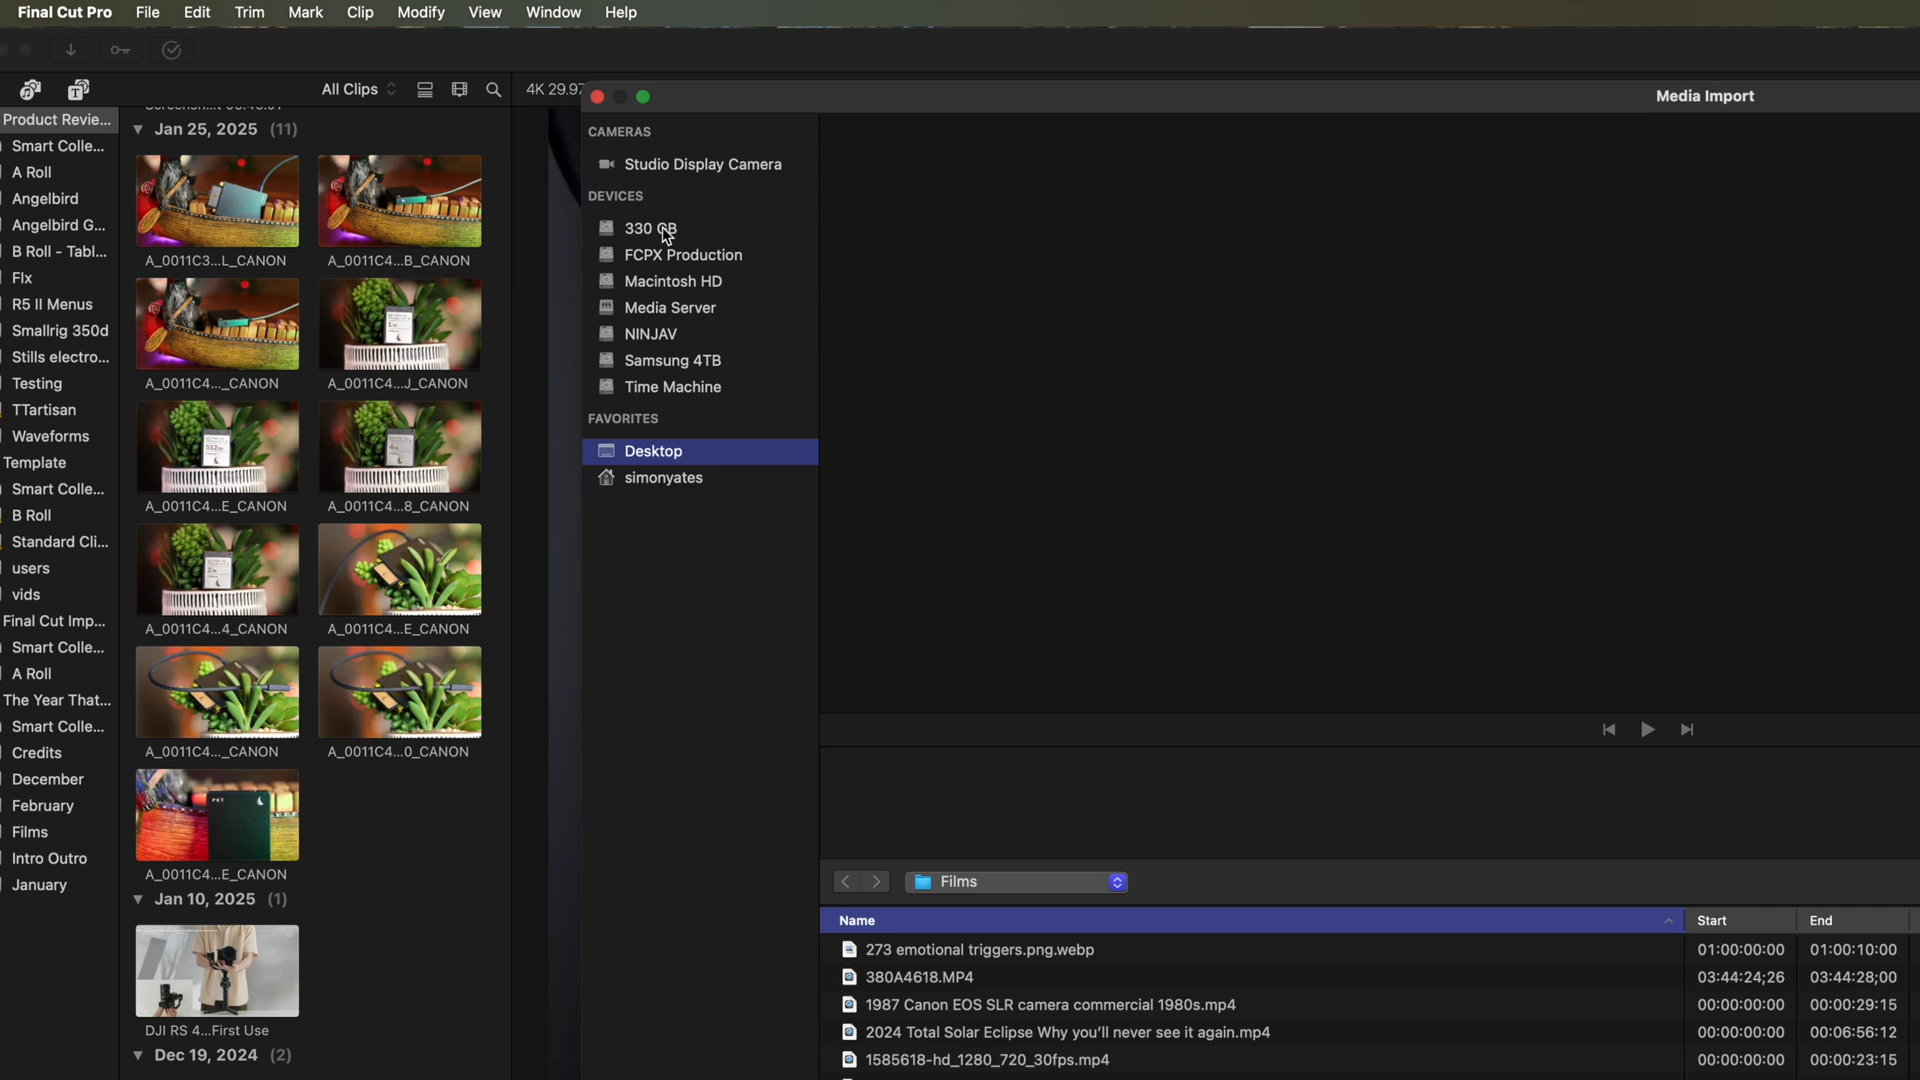 Final Cut Pro File Edit Trim Mark Clip Modify View Window Help
All Clips
4K 29.97
Media Import
Product Revie...
Smart Colle...
A Roll
Angelbird
Angelbird G...
B Roll - Tabl...
FIx
R5 II Menus
Smallrig 350d
Stills electro...
Testing
TTartisan
Waveforms
Template
Smart Colle...
B Roll
Standard Cli...
users
vids
Final Cut Imp...
Smart Colle...
A Roll
The Year That...
Smart Colle...
Credits
December
February
Films
Intro Outro
January
Jan 25, 2025 (11)
A_0011C3...L_CANON
A_0011C4...B_CANON
A_0011C4..._CANON
A_0011C4...J_CANON
A_0011C4...E_CANON
A_0011C4...8_CANON
A_0011C4...4_CANON
A_0011C4...E_CANON
A_0011C4..._CANON
A_0011C4...0_CANON
PKT
A_0011C4...E_CANON
Jan 10, 2025 (1)
DJI RS 4...First Use
Dec 19, 2024 (2)
CAMERAS
Studio Display Camera
DEVICES
330 GB
FCPX Production
Macintosh HD
Media Server
NINJAV
Samsung 4TB
Time Machine
FAVORITES
Desktop
simonyates
Films
Name Start End
273 emotional triggers.png.webp 01:00:00:00 01:00:10:00
380A4618.MP4 03:44:24;26 03:44:28;00
1987 Canon EOS SLR camera commercial 1980s.mp4 00:00:00:00 00:00:29:15
2024 Total Solar Eclipse Why you'll never see it again.mp4 00:00:00:00 00:06:56:12
1585618-hd_1280_720_30fps.mp4 00:00:00:00 00:00:23:15